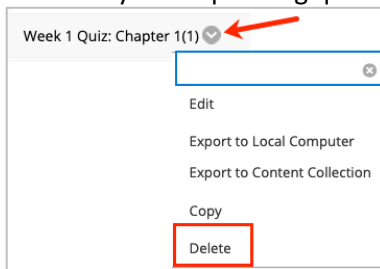 Week 1 Quiz: Chapter 1(1)
Edit
Export to Local Computer
Export to Content Collection
Copy
Delete